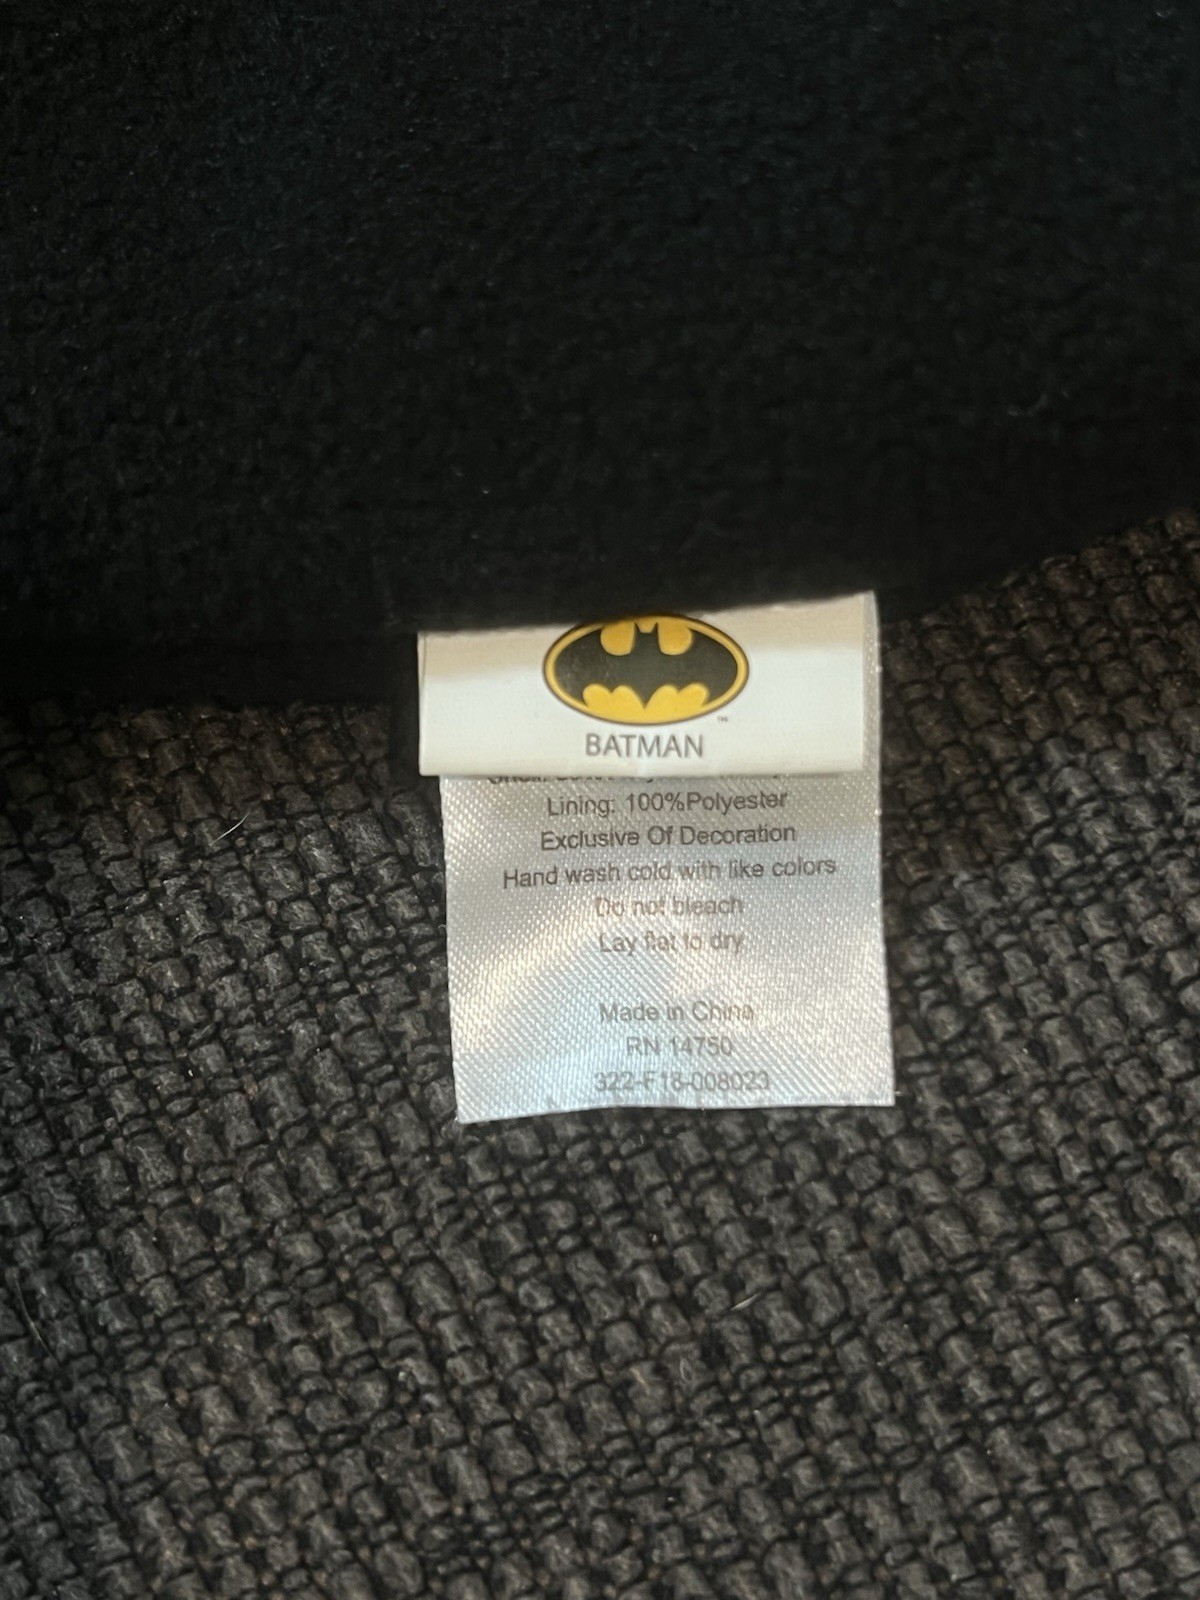 ™
BATMAN
Lining: 100%Polyester
Exclusive Of Decoration
Hand wash cold with like colors
Do not bleach
Lay flat to dry
Made in China
RN 14750
322-F18-008023